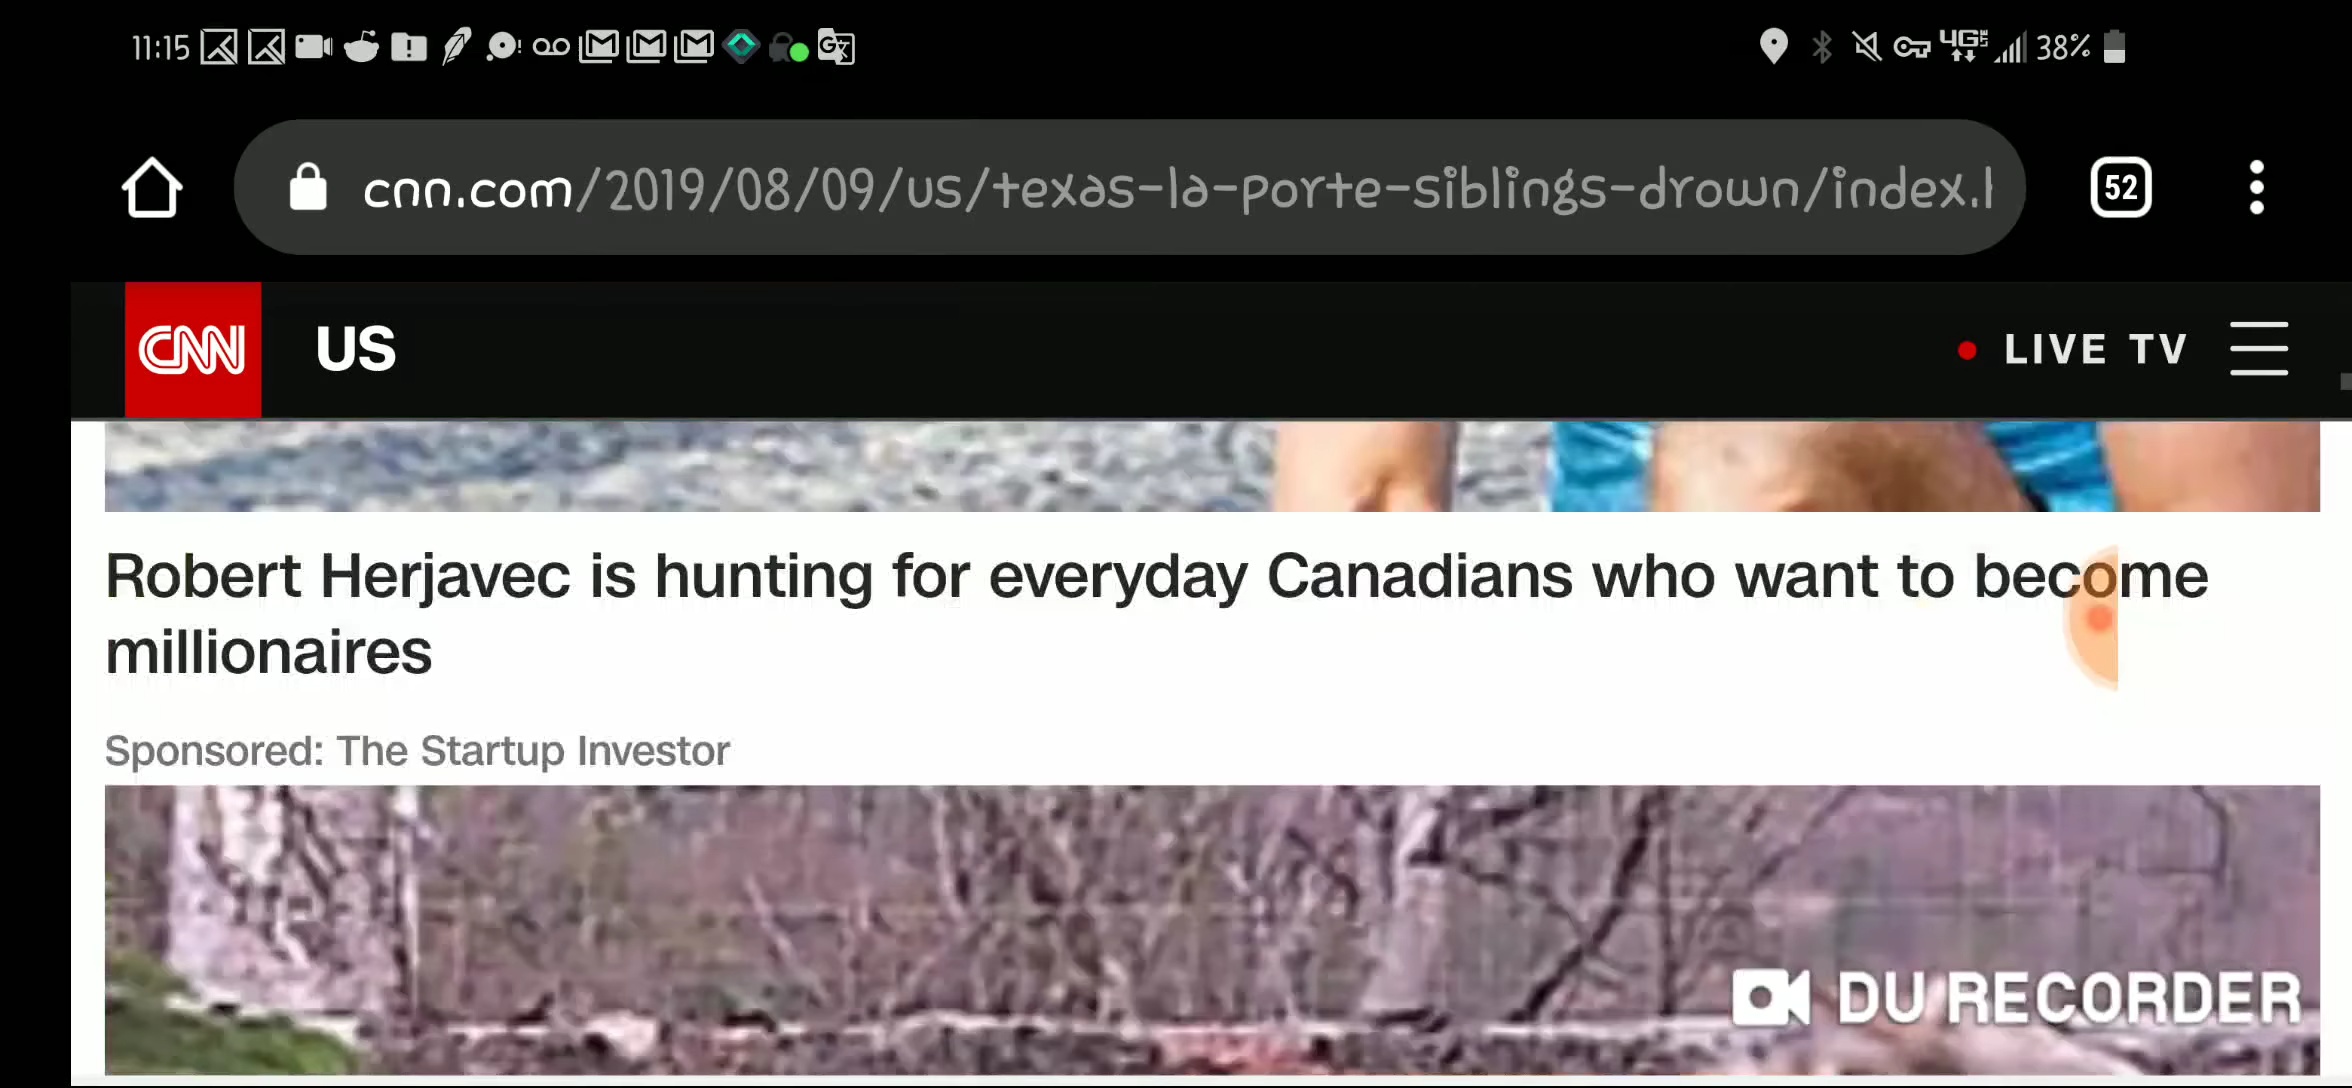 11:15 38%
cnn.com/2019/08/09/us/texas-la-porte-siblings-drown/index.
52
CNN US LIVE TV
Robert Herjavec is hunting for everyday Canadians who want to become
millionaires
Sponsored: The Startup Investor
DU RECORDER